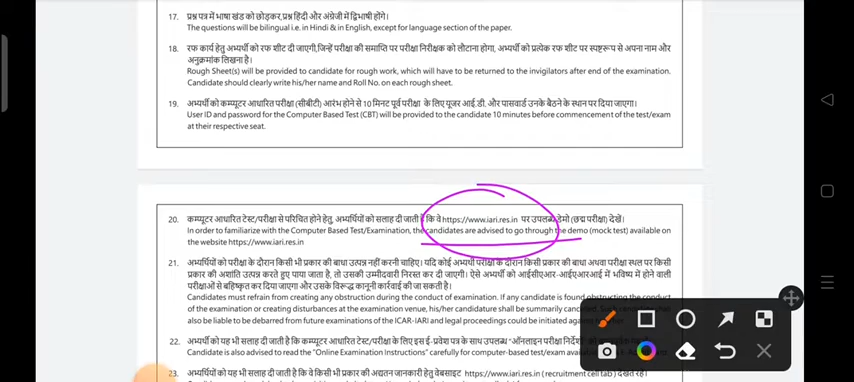 17. प्रश्न पत्र में भाषा खंड को छोड़कर,प्रश्न हिंदी और अंग्रेजी में द्विभाषी होंगे।
The questions will be bilingual i.e. in Hindi & in English, except for language section of the paper.
18. रफ कार्य हेतु अभ्यर्थी को रफ शीट दी जाएगी,जिन्हें परीक्षा की समाप्ति पर परीक्षा निरीक्षक को लौटाना होगा, अभ्यर्थी को प्रत्येक रफ शीट पर स्पष्टरूप से अपना नाम और
अनुक्रमांक लिखना है।
Rough Sheet(s) will be provided to candidate for rough work, which will have to be returned to the invigilators after end of the examination.
Candidate should clearly write his/her name and Roll No. on each rough sheet.
19. अभ्यर्थी को कम्प्यूटर आधारित परीक्षा (सीबीटी) आरंभ होने से 10 मिनट पूर्व परीक्षा के लिए यूजर आई.डी. और पासवार्ड उनके बैठने के स्थान पर दिया जाएगा।
User ID and password for the Computer Based Test (CBT) will be provided to the candidate 10 minutes before commencement of the test/exam
at their respective seat.
20. कम्प्यूटर आधारित टेस्ट/परीक्षा से परिचित होने हेतु, अभ्यर्थियों को सलाह दी जाती है कि वे https://www.iari.res.in पर उपलब्ध डेमो (छद्म परीक्षा) देखें।
In order to familiarize with the Computer Based Test/Examination, the candidates are advised to go through the demo (mock test) available on
the website https://www.iari.res.in
21. अभ्यर्थियों को परीक्षा के दौरान किसी भी प्रकार की बाधा उत्पन्न नहीं करनी चाहिए। यदि कोई अभ्यर्थी परीक्षा के दौरान किसी प्रकार की बाधा अथवा परीक्षा स्थल पर किसी
प्रकार की अशांति उत्पन्न करते हुए पाया जाता है, तो उसकी उम्मीदवारी निरस्त कर दी जाएगी। ऐसे अभ्यर्थी को आईसीएआर-आईएआरआई में भविष्य में होने वाली
परीक्षाओं से बहिष्कृत कर दिया जाएगा और उसके विरूद्ध कानूनी कार्रवाई की जा सकती है।
Candidates must refrain from creating any obstruction during the conduct of examination. If any candidate is found obstructing the conduct
of the examination or creating disturbances at the examination venue, his/her candidature shall be summarily cancelled.
also be liable to be debarred from future examinations of the ICAR-IARI and legal proceedings could be initiated
22. अभ्यर्थी को यह भी सलाह दी जाती है कि कम्प्यूटर आधारित टेस्ट/परीक्षा के लिए इस ई-प्रवेश पत्र के साथ उपलब्ध "ऑनलाइन परीक्षा निर्देशों
Candidate is also advised to read the "Online Examination Instructions" carefully for computer-based test/exam
23. अभ्यर्थियों को यह भी सलाह दी जाती है कि वे किसी भी प्रकार की अद्यतन जानकारी हेतु वेबसाइट https://www.iari.res.in (recruitment cell tab) देखते रहें।